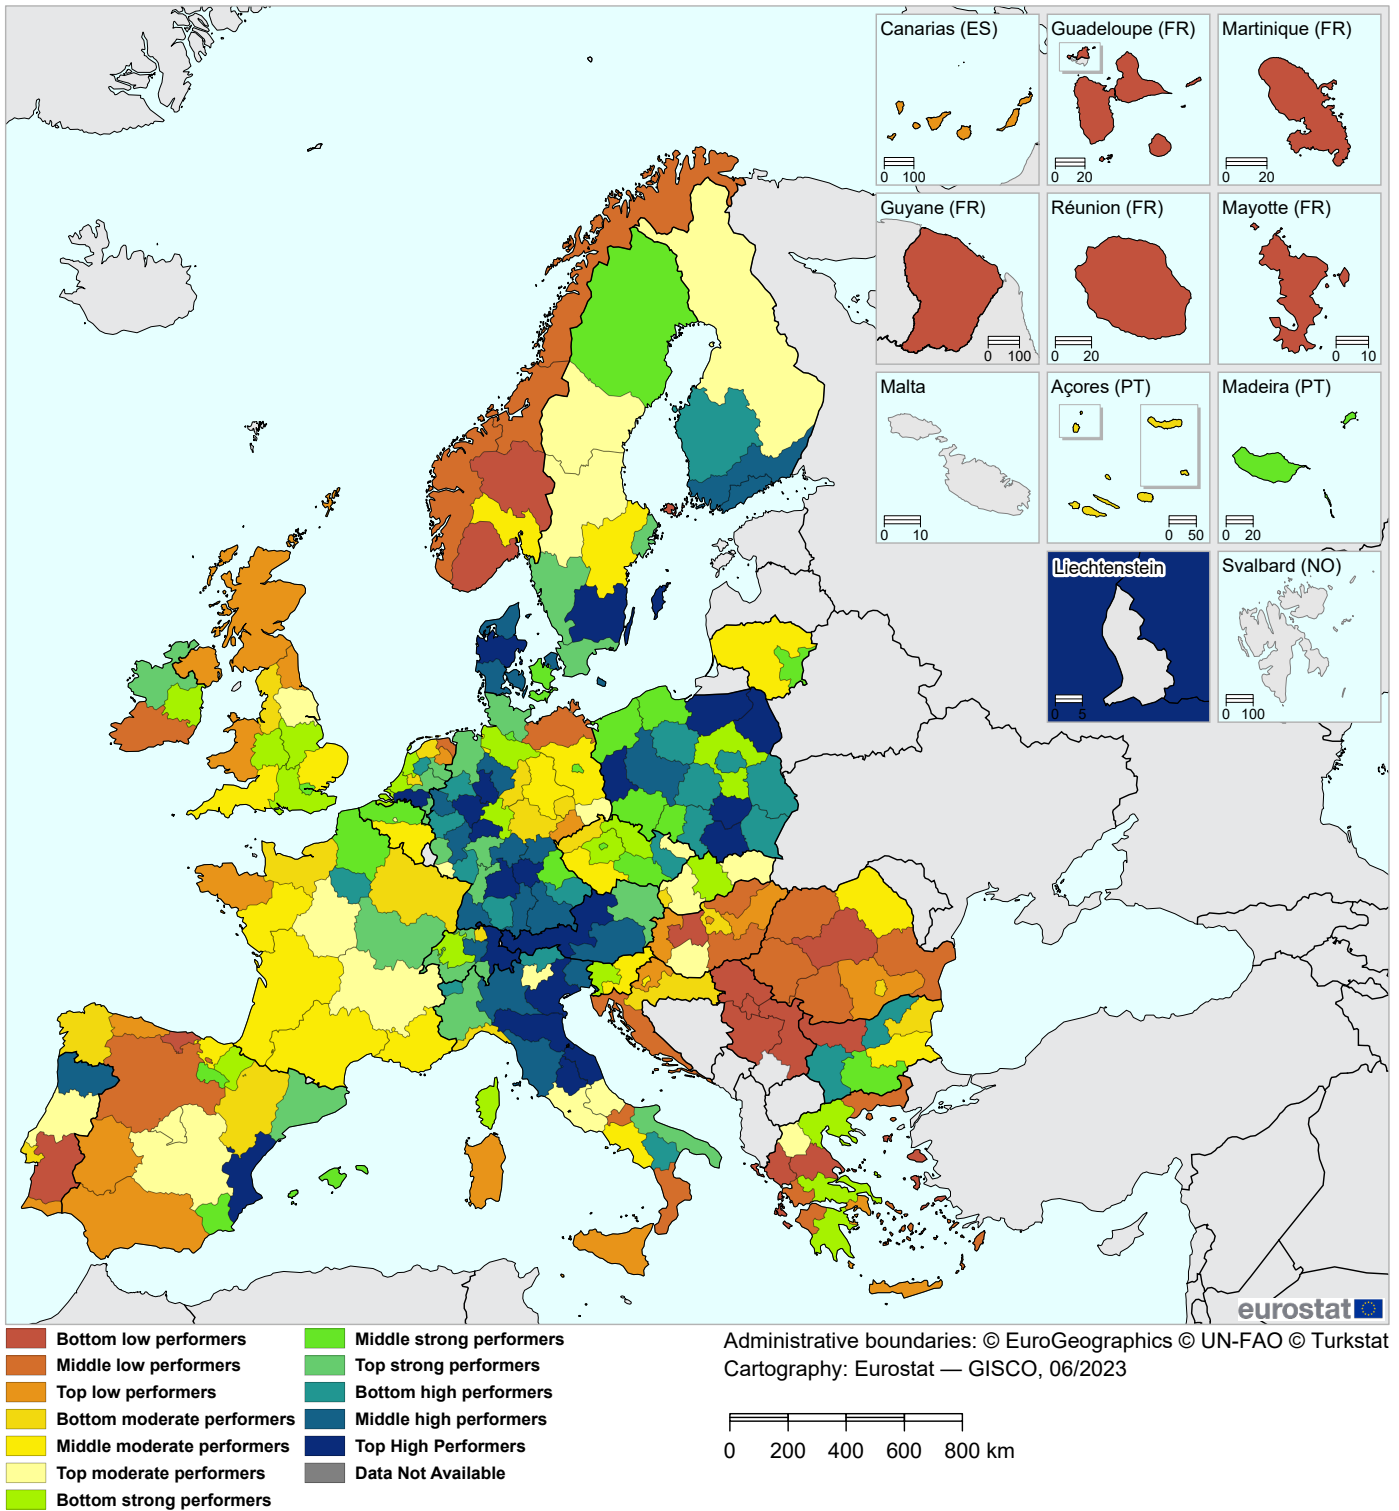 Canarias (ES)
0 100
Guadeloupe (FR)
0 20
Martinique (FR)
0 20
Guyane (FR)
0 100
Réunion (FR)
0 20
Mayotte (FR)
0 10
Malta
0 10
Açores (PT)
0 50
Madeira (PT)
0 20
Liechtenstein
0 5
Svalbard (NO)
0 100
eurostat
Bottom low performers
Middle low performers
Top low performers
Bottom moderate performers
Middle moderate performers
Top moderate performers
Bottom strong performers
Middle strong performers
Top strong performers
Bottom high performers
Middle high performers
Top High Performers
Data Not Available
Administrative boundaries: © EuroGeographics © UN-FAO © Turkstat
Cartography: Eurostat — GISCO, 06/2023
0 200 400 600 800 km